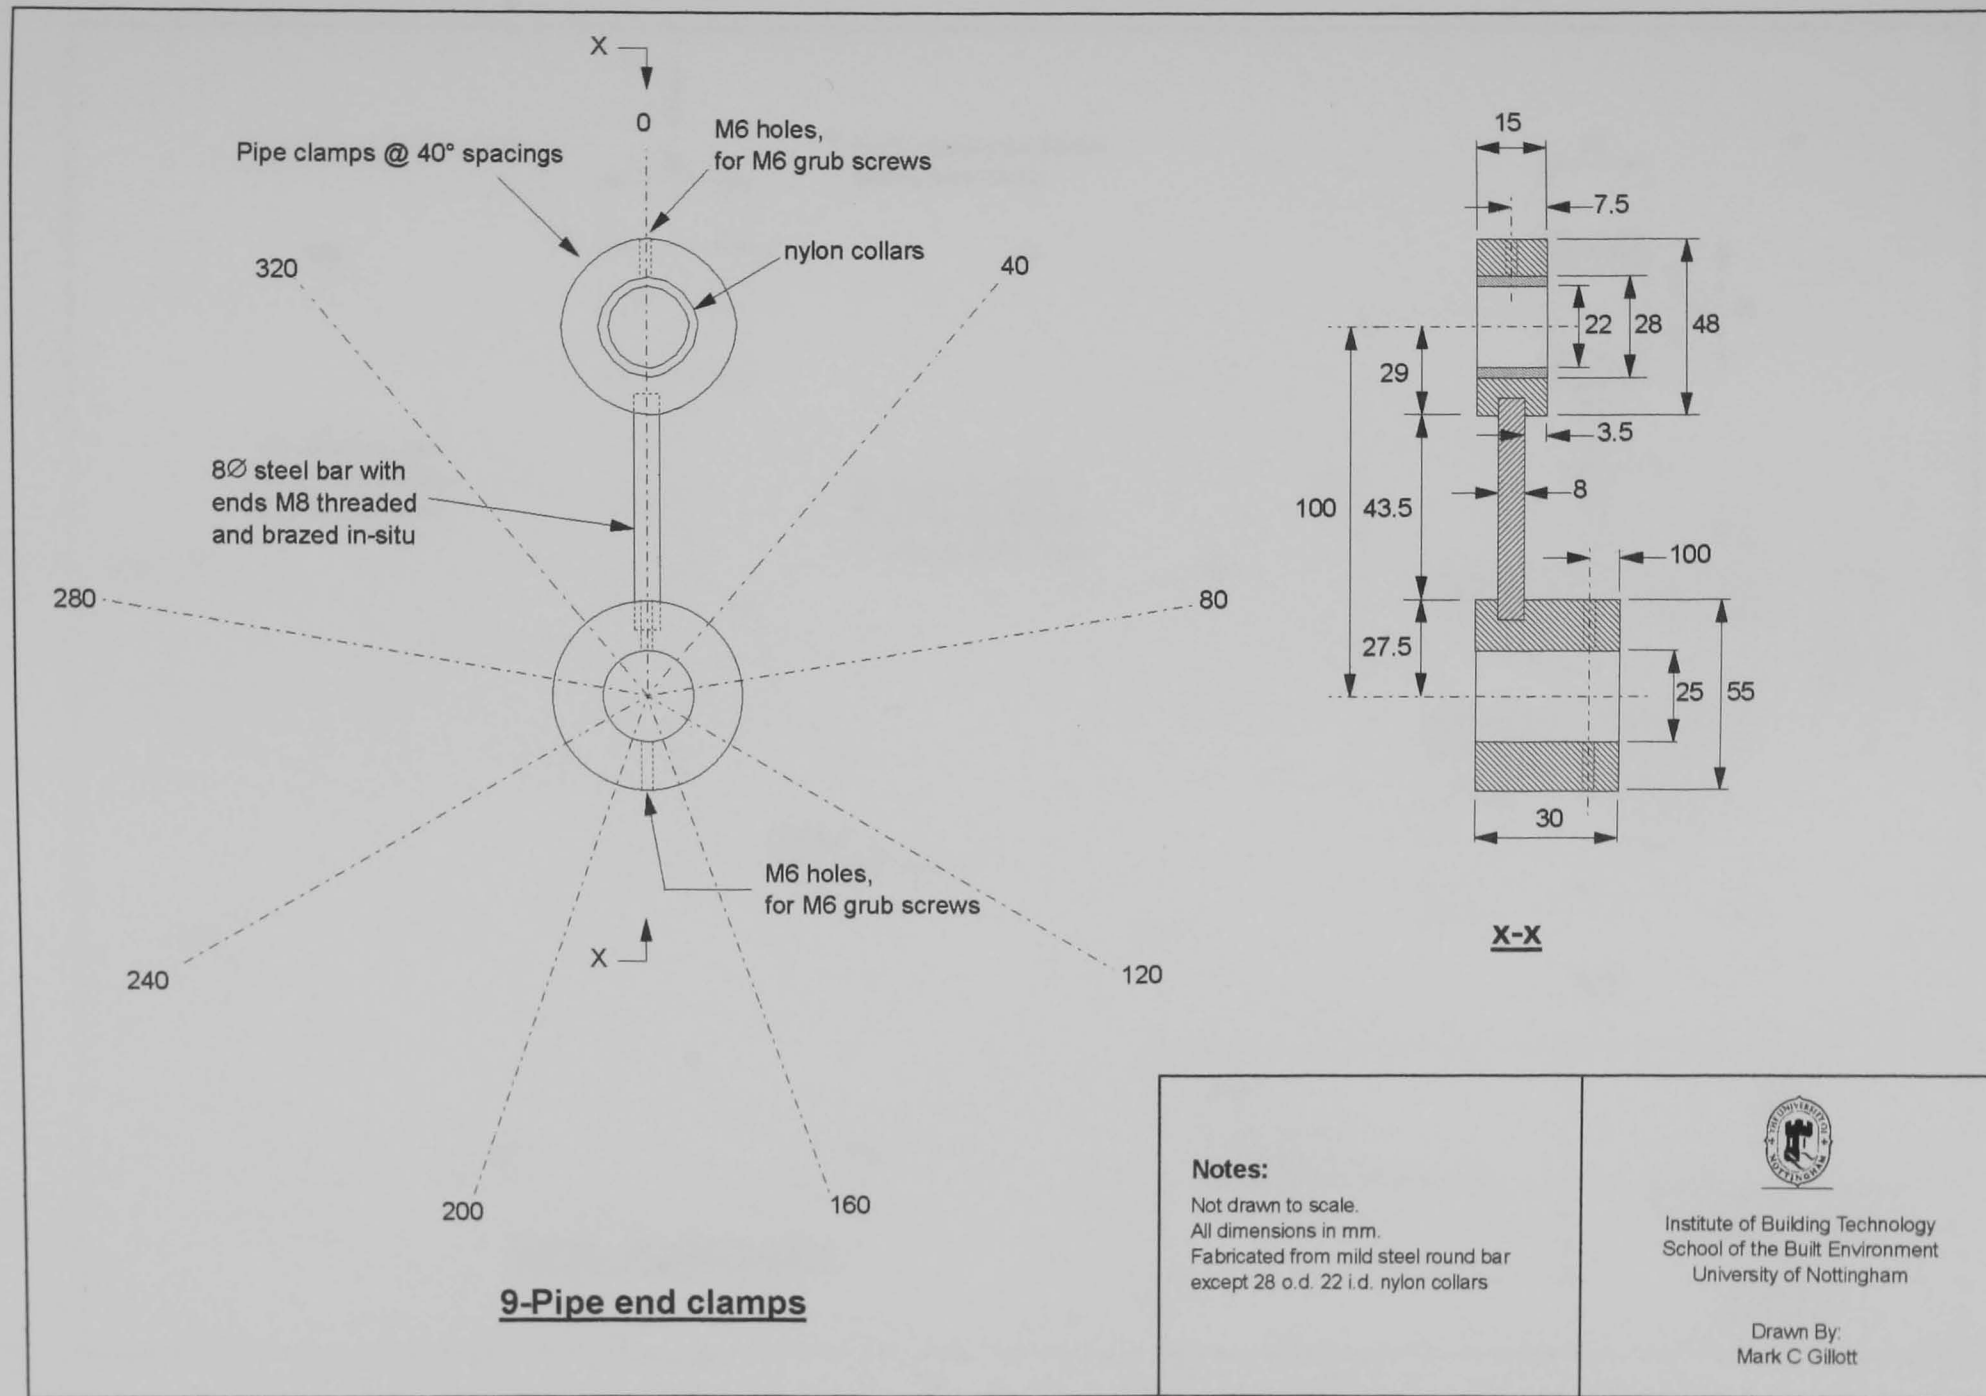 X
0
M6 holes,
for M6 grub screws
Pipe clamps @ 40° spacings
nylon collars
320
40
8∅ steel bar with
ends M8 threaded
and brazed in-situ
280
80
M6 holes,
for M6 grub screws
X
240
120
200
160
9-Pipe end clamps
15
7.5
22
28
48
29
3.5
8
100
43.5
100
27.5
25
55
30
X-X
Notes:
Not drawn to scale.
All dimensions in mm.
Fabricated from mild steel round bar
except 28 o.d. 22 i.d. nylon collars
THE UNIVERSITY OF
NOTTINGHAM
Institute of Building Technology
School of the Built Environment
University of Nottingham
Drawn By:
Mark C Gillott